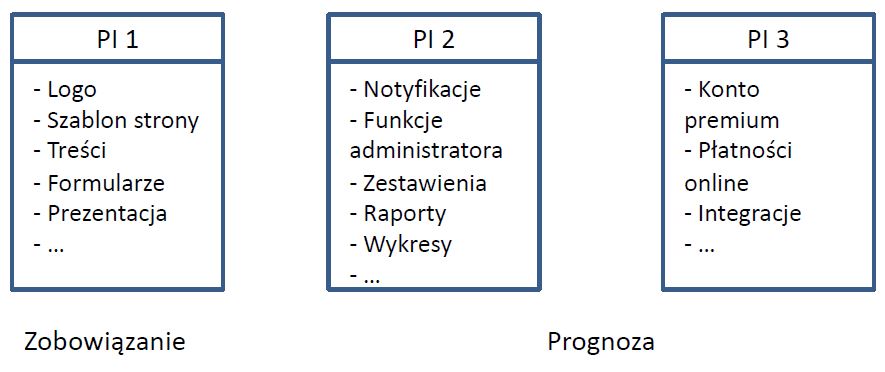 PI 1
- Logo
- Szablon strony
- Treści
- Formularze
- Prezentacja
- ...
PI 2
- Notyfikacje
- Funkcje
administratora
- Zestawienia
- Raporty
- Wykresy
- ...
PI 3
- Konto
premium
- Płatności
online
- Integracje
- ...
Zobowiązanie
Prognoza